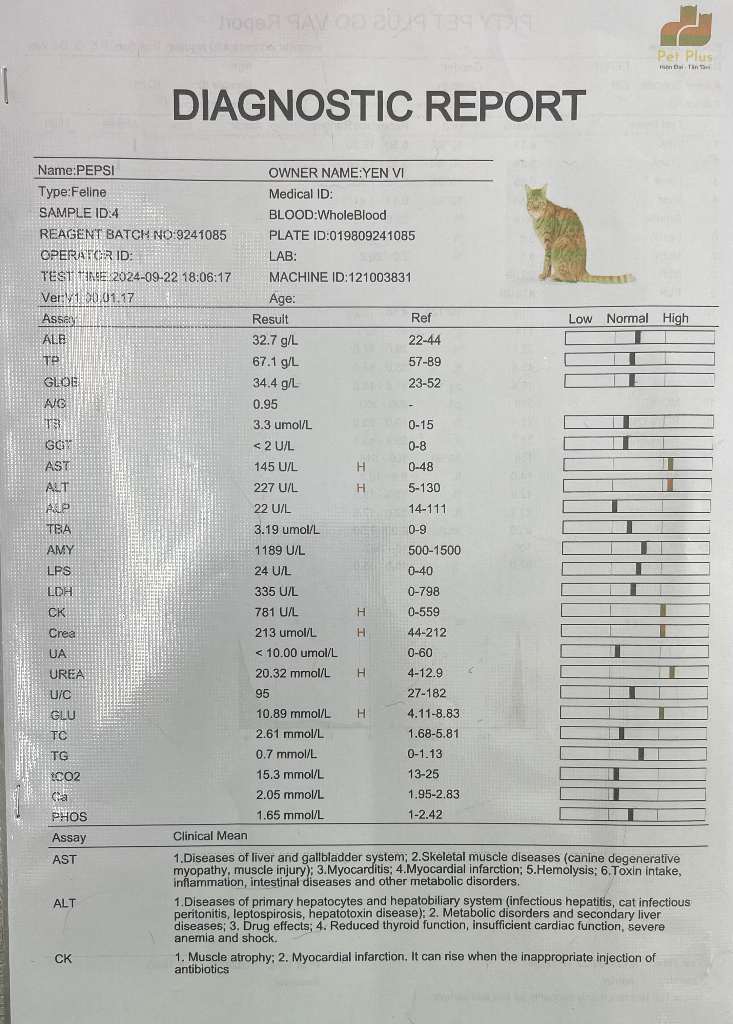 Pet Plus
Hiện Đại - Tận Tâm
DIAGNOSTIC REPORT
Name:PEPSI OWNER NAME:YEN VI
Type:Feline Medical ID:
SAMPLE ID:4 BLOOD:WholeBlood
REAGENT BATCH NO:9241085 PLATE ID:019809241085
OPERATOR ID: LAB:
TEST TIME:2024-09-22 18:06:17 MACHINE ID:121003831
Ver:V1.00.01.17 Age:
Assay Result Ref Low Normal High
ALB 32.7 g/L 22-44
TP 67.1 g/L 57-89
GLOB 34.4 g/L 23-52
A/G 0.95 -
TB 3.3 umol/L 0-15
GGT < 2 U/L 0-8
AST 145 U/L H 0-48
ALT 227 U/L H 5-130
ALP 22 U/L 14-111
TBA 3.19 umol/L 0-9
AMY 1189 U/L 500-1500
LPS 24 U/L 0-40
LDH 335 U/L 0-798
CK 781 U/L H 0-559
Crea 213 umol/L H 44-212
UA < 10.00 umol/L 0-60
UREA 20.32 mmol/L H 4-12.9
U/C 95 27-182
GLU 10.89 mmol/L H 4.11-8.83
TC 2.61 mmol/L 1.68-5.81
TG 0.7 mmol/L 0-1.13
tCO2 15.3 mmol/L 13-25
Ca 2.05 mmol/L 1.95-2.83
PHOS 1.65 mmol/L 1-2.42
Assay Clinical Mean
AST 1.Diseases of liver and gallbladder system; 2.Skeletal muscle diseases (canine degenerative
myopathy, muscle injury); 3.Myocarditis; 4.Myocardial infarction; 5.Hemolysis; 6.Toxin intake,
inflammation, intestinal diseases and other metabolic disorders.
ALT 1.Diseases of primary hepatocytes and hepatobiliary system (infectious hepatitis, cat infectious
peritonitis, leptospirosis, hepatotoxin disease); 2. Metabolic disorders and secondary liver
diseases; 3. Drug effects; 4. Reduced thyroid function, insufficient cardiac function, severe
anemia and shock.
CK 1. Muscle atrophy; 2. Myocardial infarction. It can rise when the inappropriate injection of
antibiotics